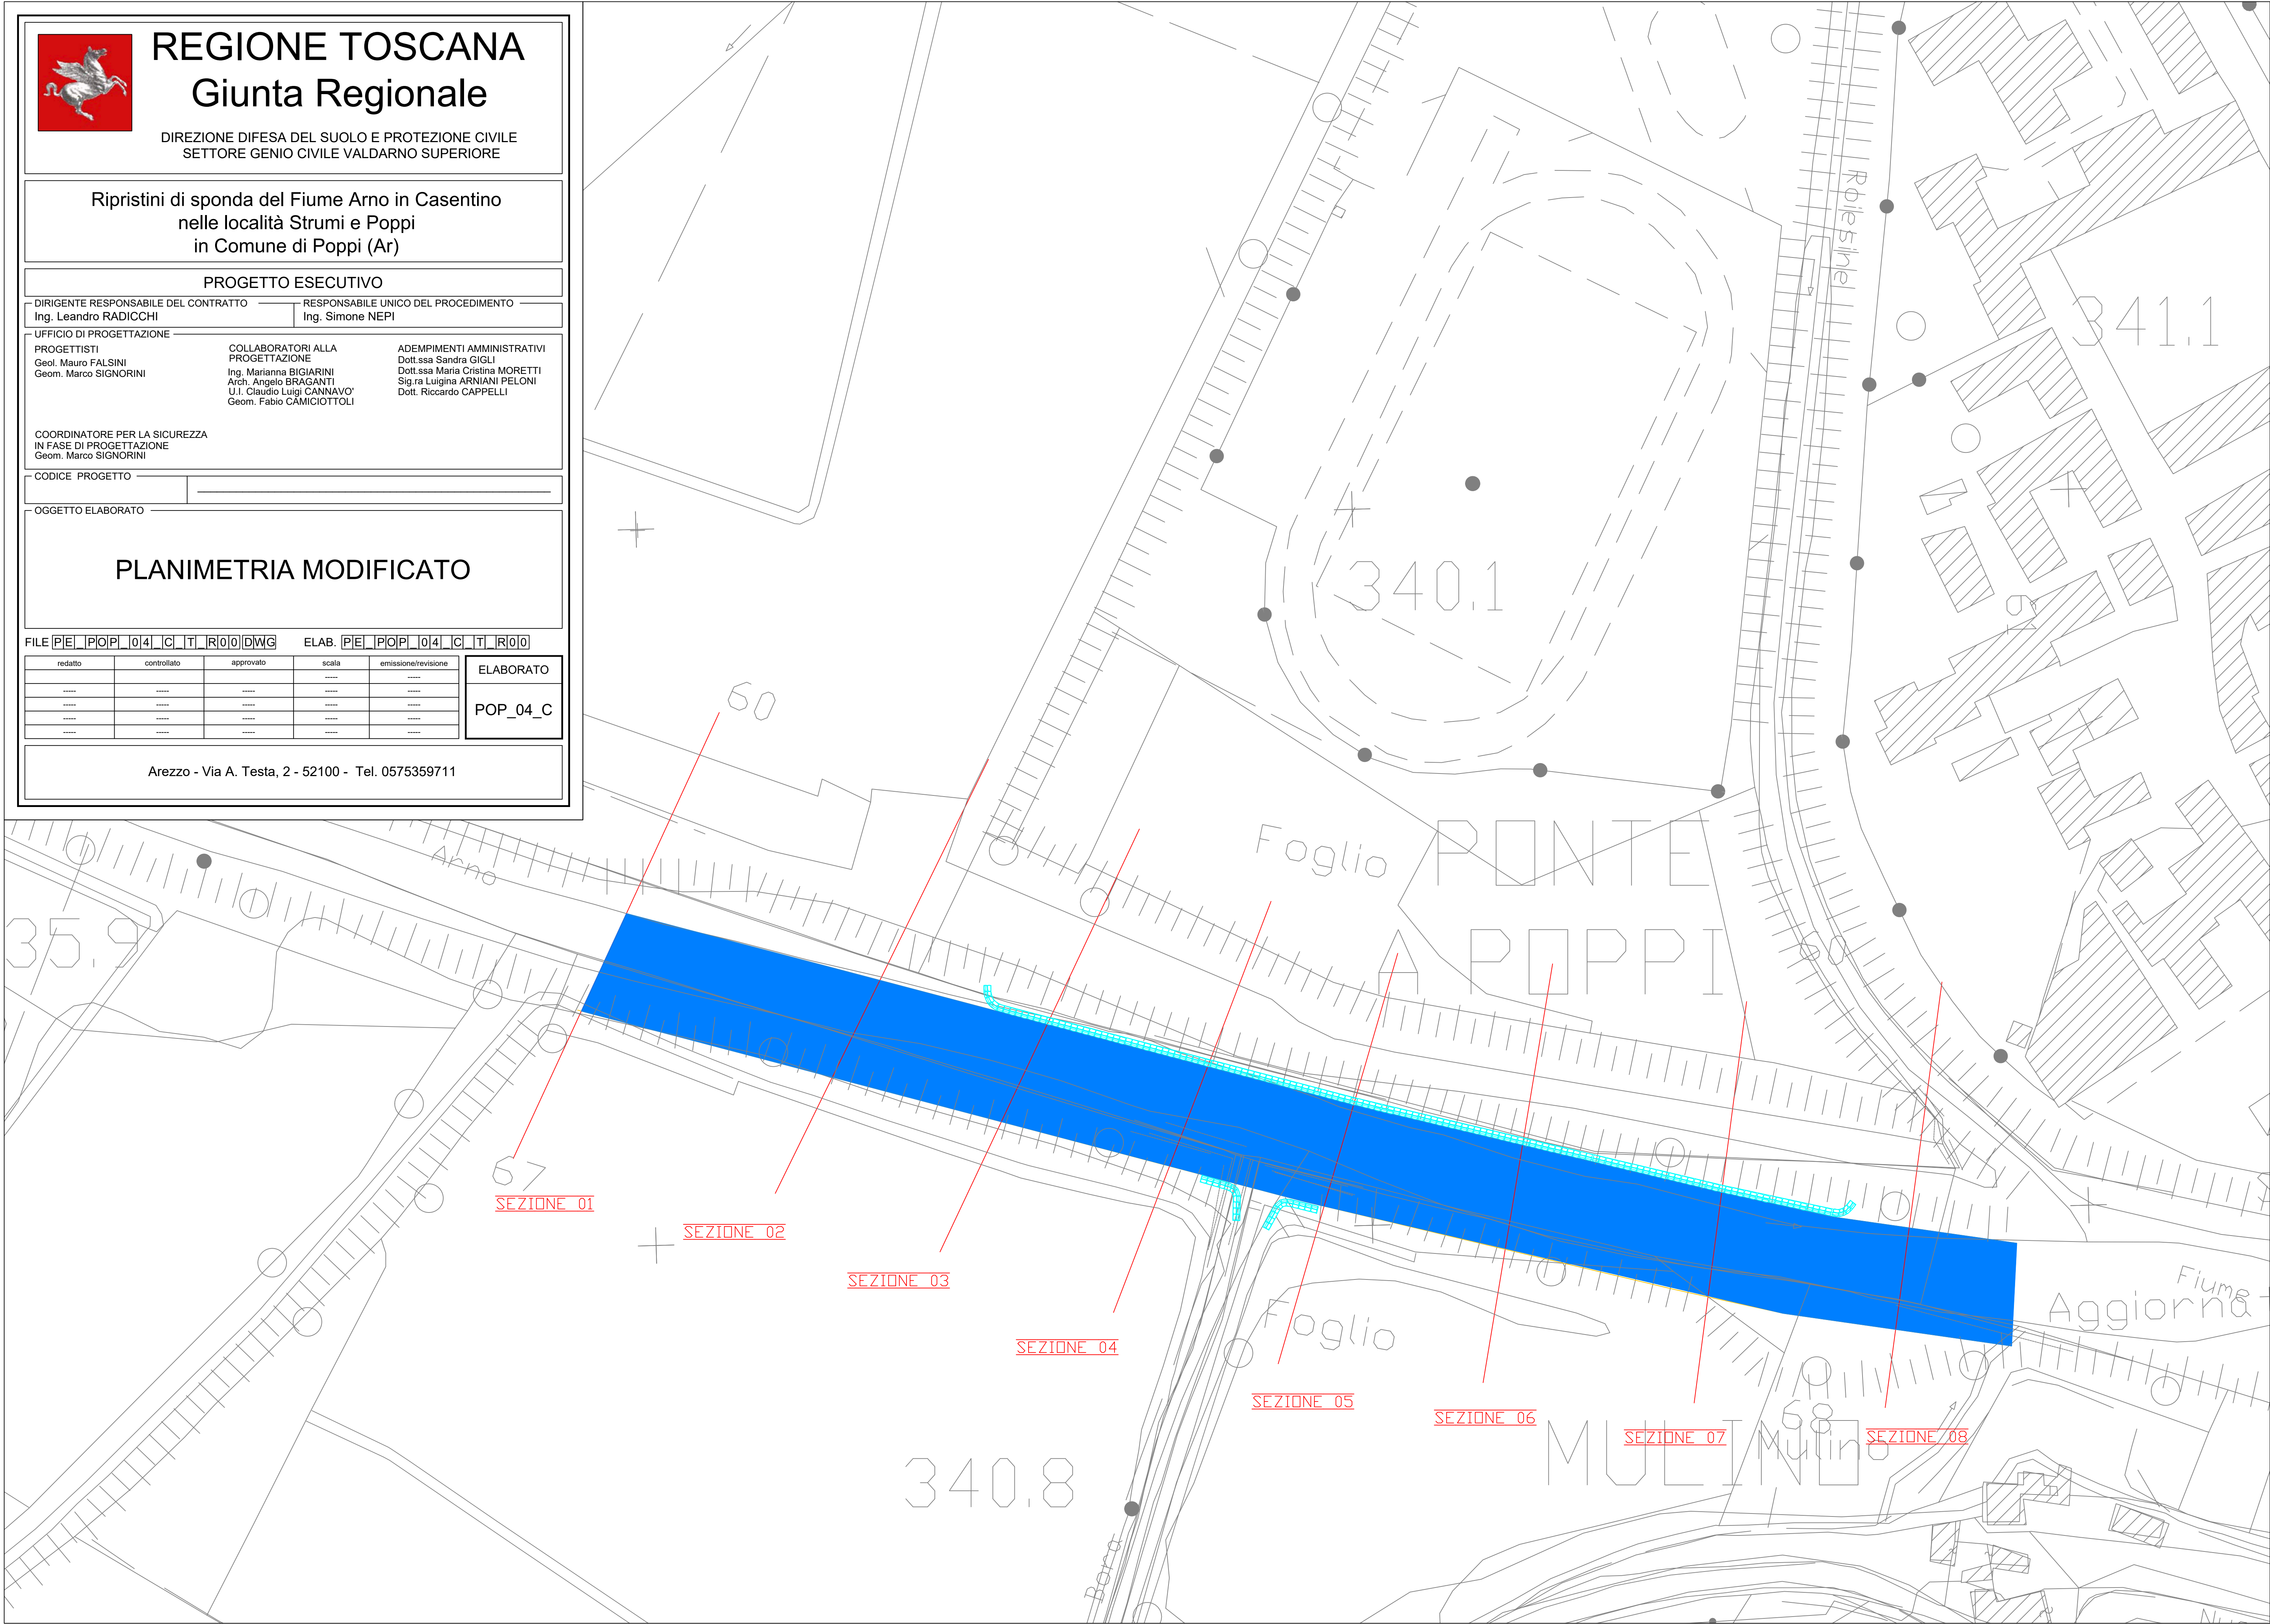 REGIONE TOSCANA
Giunta Regionale
DIREZIONE DIFESA DEL SUOLO E PROTEZIONE CIVILE
SETTORE GENIO CIVILE VALDARNO SUPERIORE
Ripristini di sponda del Fiume Arno in Casentino
nelle località Strumi e Poppi
in Comune di Poppi (Ar)
PROGETTO ESECUTIVO
DIRIGENTE RESPONSABILE DEL CONTRATTO
Ing. Leandro RADICCHI
RESPONSABILE UNICO DEL PROCEDIMENTO
Ing. Simone NEPI
UFFICIO DI PROGETTAZIONE
PROGETTISTI
Geol. Mauro FALSINI
Geom. Marco SIGNORINI
COLLABORATORI ALLA
PROGETTAZIONE
Ing. Marianna BIGIARINI
Arch. Angelo BRAGANTI
U.I. Claudio Luigi CANNAVO'
Geom. Fabio CAMICIOTTOLI
ADEMPIMENTI AMMINISTRATIVI
Dott.ssa Sandra GIGLI
Dott.ssa Maria Cristina MORETTI
Sig.ra Luigina ARNIANI PELONI
Dott. Riccardo CAPPELLI
COORDINATORE PER LA SICUREZZA
IN FASE DI PROGETTAZIONE
Geom. Marco SIGNORINI
CODICE PROGETTO
OGGETTO ELABORATO
PLANIMETRIA MODIFICATO
FILE PE_POP_04_C_T_R00DWG ELAB. PE_POP_04_C_T_R00
redatto controllato approvato scala emissione/revisione
----- -----
----- ----- ----- ----- -----
----- ----- ----- ----- -----
----- ----- ----- ----- -----
----- ----- ----- ----- -----
ELABORATO
POP_04_C
Arezzo - Via A. Testa, 2 - 52100 - Tel. 0575359711
Roiesine
341.1
340.1
19
60
Arno
35.9
Foglio
PONTE
A POPPI
60
67
SEZIONE 01
SEZIONE 02
SEZIONE 03
SEZIONE 04
SEZIONE 05
SEZIONE 06
SEZIONE 07
SEZIONE 08
Foglio
Fiume
Aggiorna
68
MULINO
Mulino
340.8